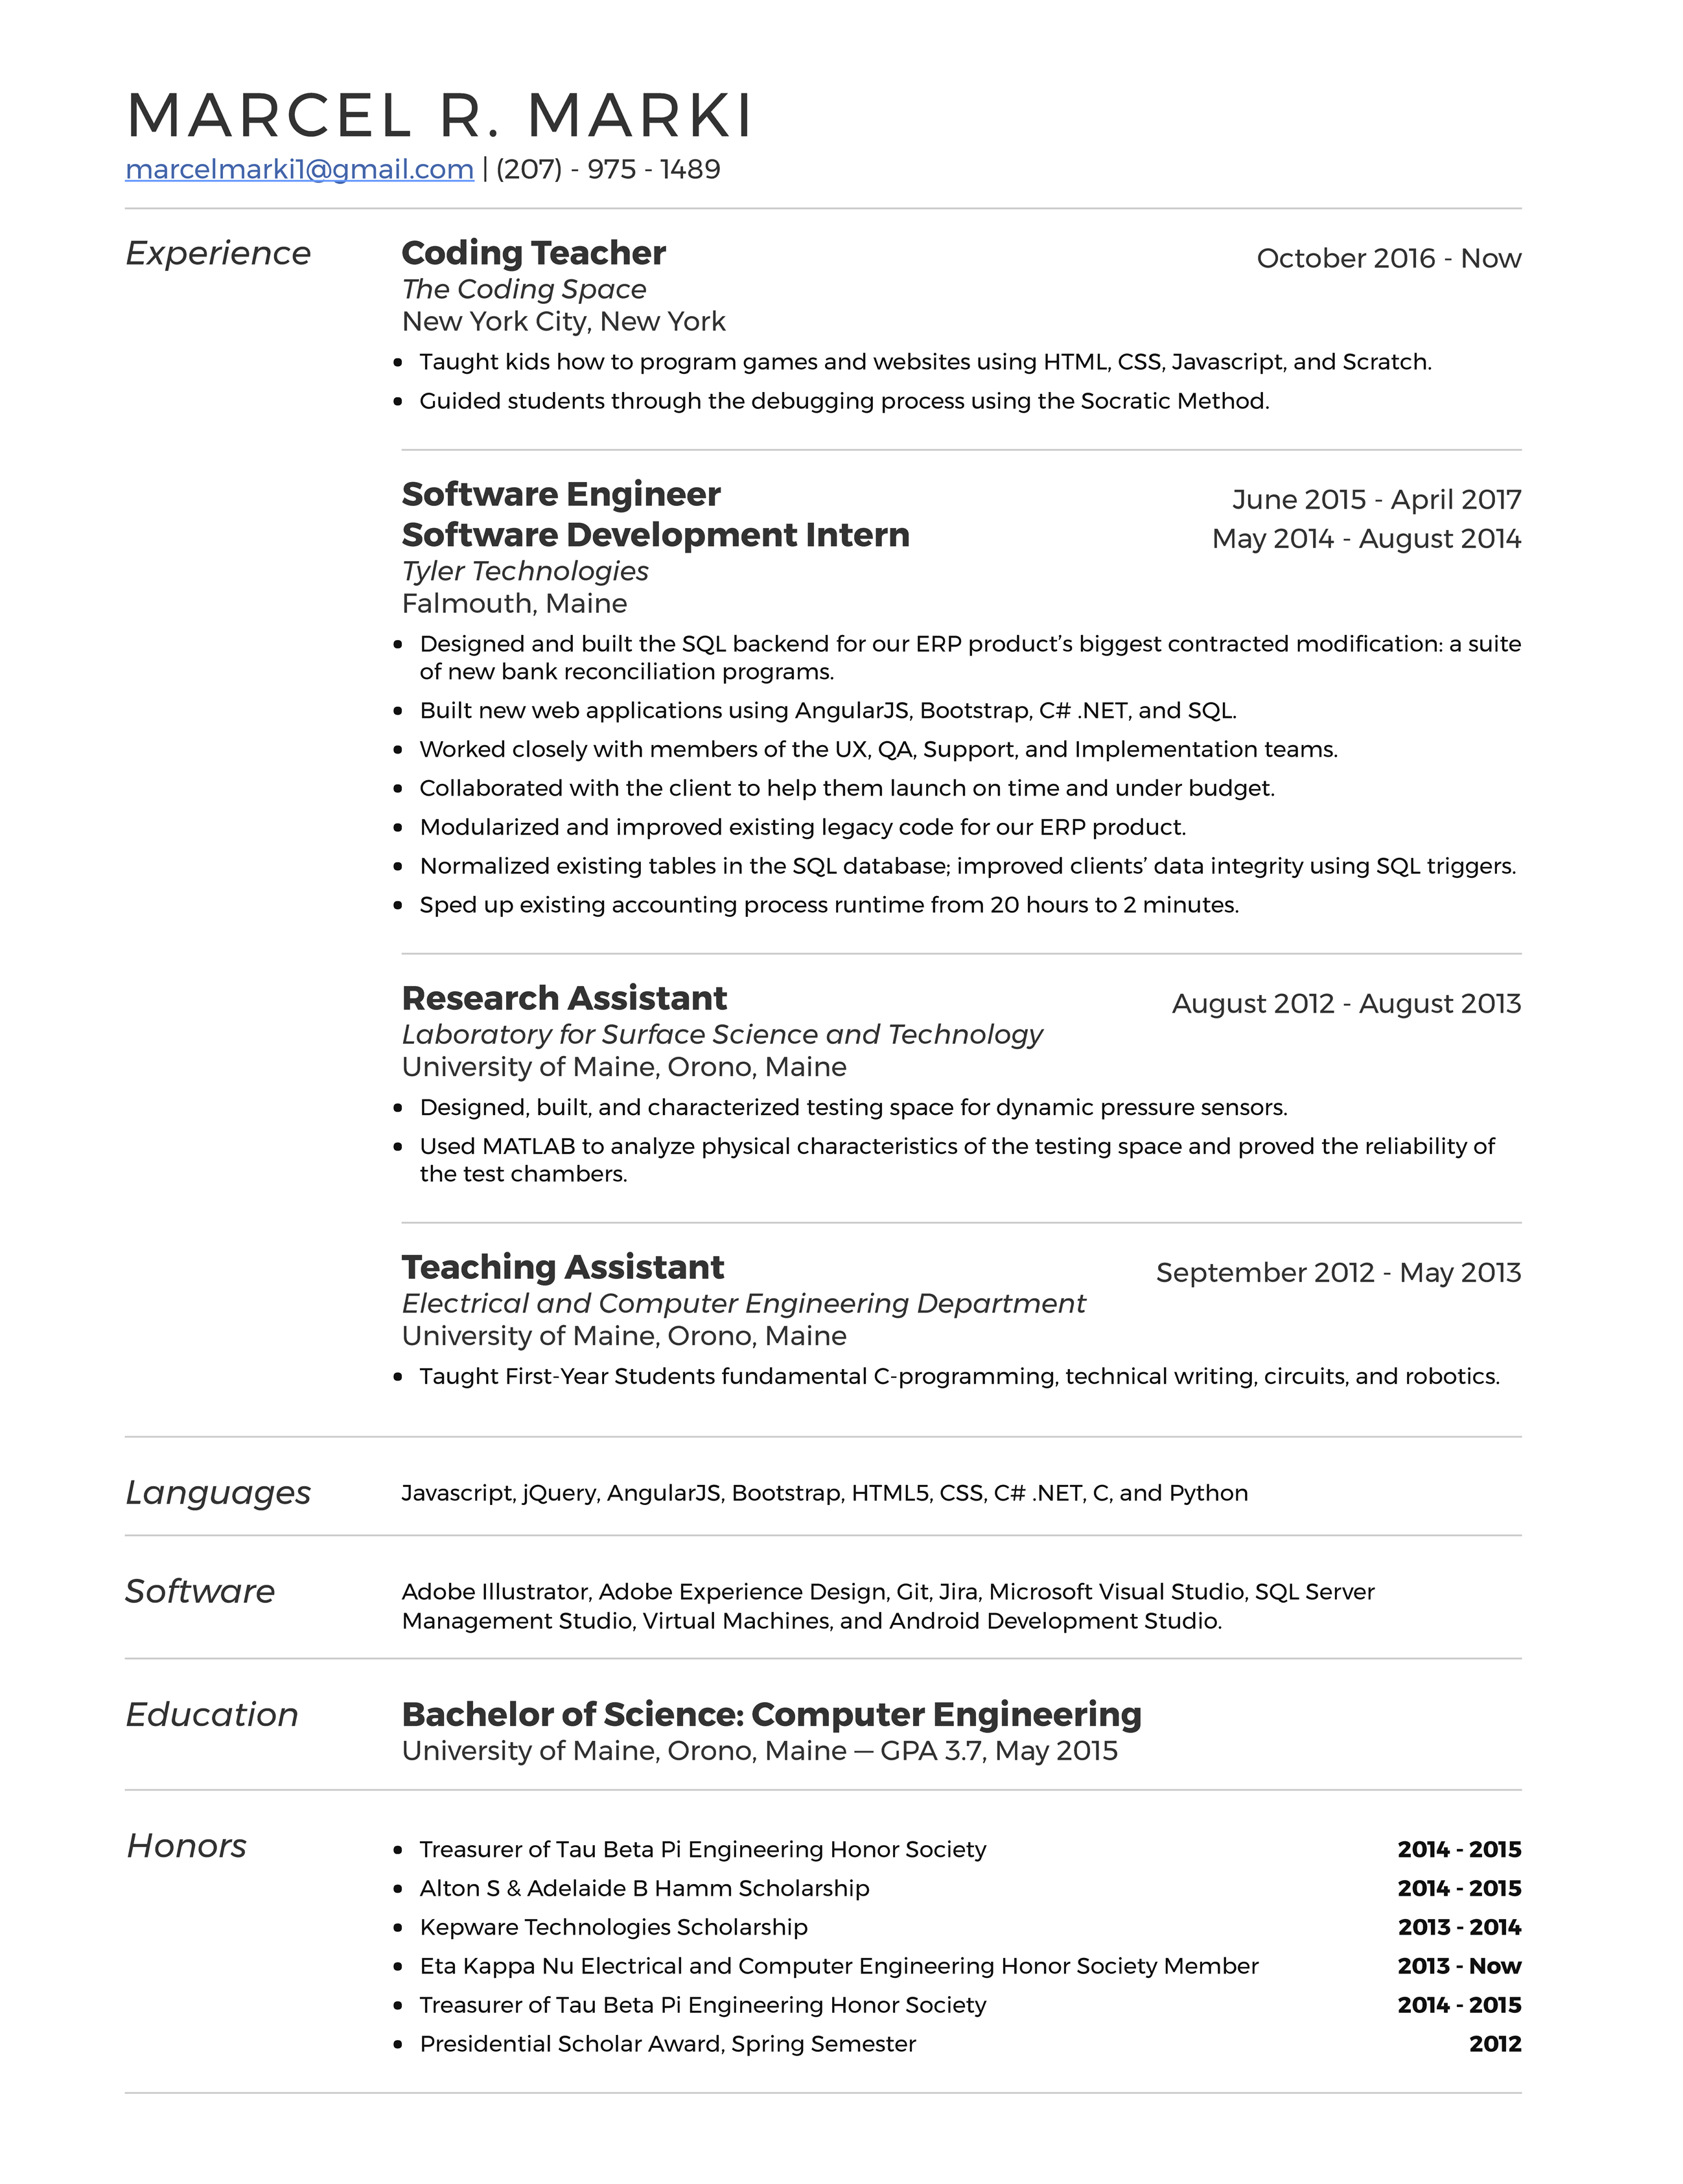 MARCEL R. MARKI
marcelmarki1@gmail.com | (207) - 975 - 1489
Experience
Coding Teacher
October 2016 - Now
The Coding Space
New York City, New York
• Taught kids how to program games and websites using HTML, CSS, Javascript, and Scratch.
• Guided students through the debugging process using the Socratic Method.
Software Engineer
June 2015 - April 2017
Software Development Intern
May 2014 - August 2014
Tyler Technologies
Falmouth, Maine
• Designed and built the SQL backend for our ERP product’s biggest contracted modification: a suite
of new bank reconciliation programs.
• Built new web applications using AngularJS, Bootstrap, C# .NET, and SQL.
• Worked closely with members of the UX, QA, Support, and Implementation teams.
• Collaborated with the client to help them launch on time and under budget.
• Modularized and improved existing legacy code for our ERP product.
• Normalized existing tables in the SQL database; improved clients’ data integrity using SQL triggers.
• Sped up existing accounting process runtime from 20 hours to 2 minutes.
Research Assistant
August 2012 - August 2013
Laboratory for Surface Science and Technology
University of Maine, Orono, Maine
• Designed, built, and characterized testing space for dynamic pressure sensors.
• Used MATLAB to analyze physical characteristics of the testing space and proved the reliability of
the test chambers.
Teaching Assistant
September 2012 - May 2013
Electrical and Computer Engineering Department
University of Maine, Orono, Maine
• Taught First-Year Students fundamental C-programming, technical writing, circuits, and robotics.
Languages
Javascript, jQuery, AngularJS, Bootstrap, HTML5, CSS, C# .NET, C, and Python
Software
Adobe Illustrator, Adobe Experience Design, Git, Jira, Microsoft Visual Studio, SQL Server
Management Studio, Virtual Machines, and Android Development Studio.
Education
Bachelor of Science: Computer Engineering
University of Maine, Orono, Maine — GPA 3.7, May 2015
Honors
• Treasurer of Tau Beta Pi Engineering Honor Society 2014 - 2015
• Alton S & Adelaide B Hamm Scholarship 2014 - 2015
• Kepware Technologies Scholarship 2013 - 2014
• Eta Kappa Nu Electrical and Computer Engineering Honor Society Member 2013 - Now
• Treasurer of Tau Beta Pi Engineering Honor Society 2014 - 2015
• Presidential Scholar Award, Spring Semester 2012